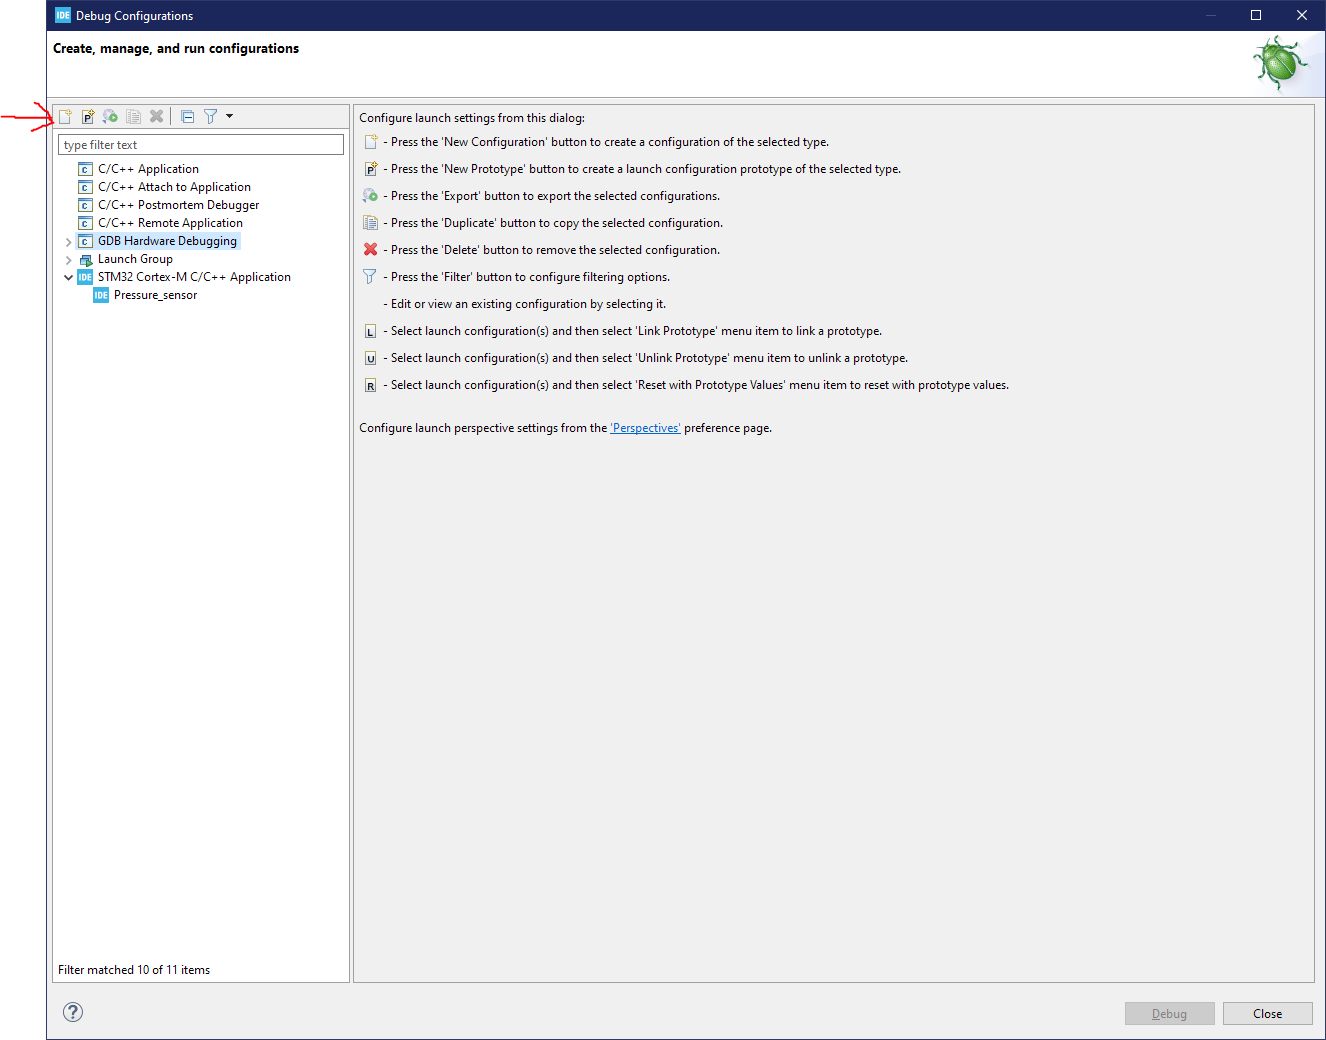 IDE Debug Configurations
Create, manage, and run configurations
P
type filter text
C C/C++ Application
C C/C++ Attach to Application
C C/C++ Postmortem Debugger
C C/C++ Remote Application
C GDB Hardware Debugging
Launch Group
IDE STM32 Cortex-M C/C++ Application
IDE Pressure_sensor
Filter matched 10 of 11 items
Configure launch settings from this dialog:
- Press the 'New Configuration' button to create a configuration of the selected type.
P - Press the 'New Prototype' button to create a launch configuration prototype of the selected type.
- Press the 'Export' button to export the selected configurations.
- Press the 'Duplicate' button to copy the selected configurations.
- Press the 'Delete' button to remove the selected configuration.
- Press the 'Filter' button to configure filtering options.
- Edit or view an existing configuration by selecting it.
L - Select launch configuration(s) and then select 'Link Prototype' menu item to link a prototype.
U - Select launch configuration(s) and then select 'Unlink Prototype' menu item to unlink a prototype.
R - Select launch configuration(s) and then select 'Reset with Prototype Values' menu item to reset with prototype values.
Configure launch perspective settings from the 'Perspectives' preference page.
?
Debug
Close